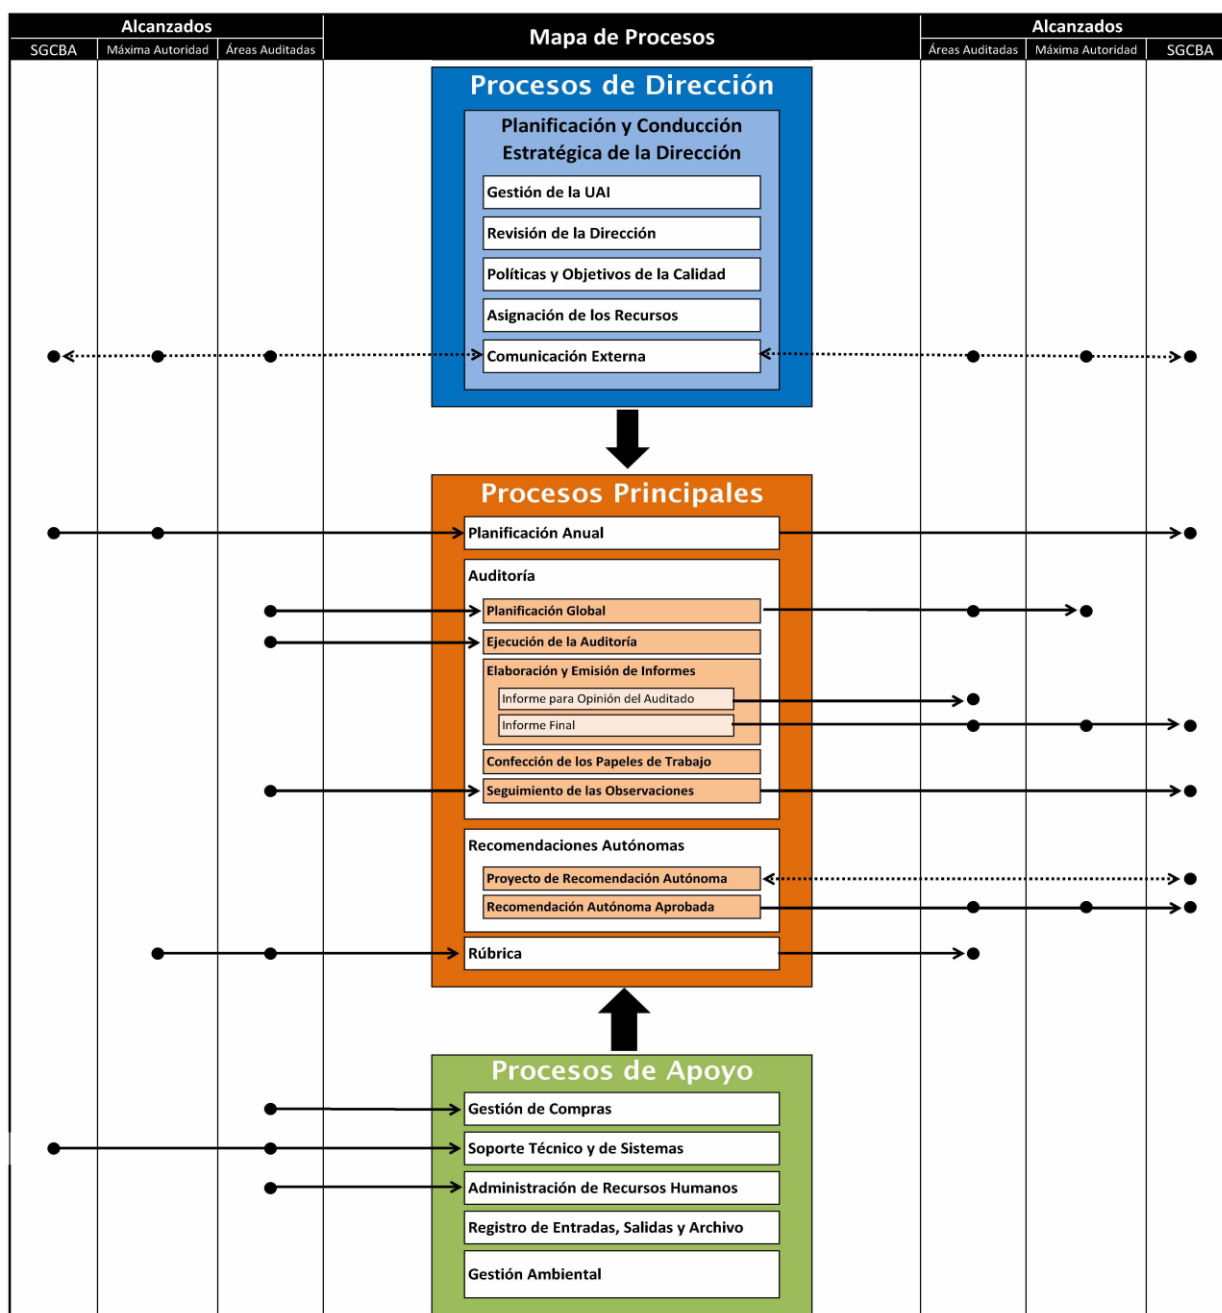 Alcanzados
Mapa de Procesos
Alcanzados
SGCBA
Máxima Autoridad
Áreas Auditadas
Áreas Auditadas
Máxima Autoridad
SGCBA
Procesos de Dirección
Planificación y Conducción
Estratégica de la Dirección
Gestión de la UAI
Revisión de la Dirección
Políticas y Objetivos de la Calidad
Asignación de los Recursos
Comunicación Externa
Procesos Principales
Planificación Anual
Auditoría
Planificación Global
Ejecución de la Auditoría
Elaboración y Emisión de Informes
Informe para Opinión del Auditado
Informe Final
Confección de los Papeles de Trabajo
Seguimiento de las Observaciones
Recomendaciones Autónomas
Proyecto de Recomendación Autónoma
Recomendación Autónoma Aprobada
Rúbrica
Procesos de Apoyo
Gestión de Compras
Soporte Técnico y de Sistemas
Administración de Recursos Humanos
Registro de Entradas, Salidas y Archivo
Gestión Ambiental